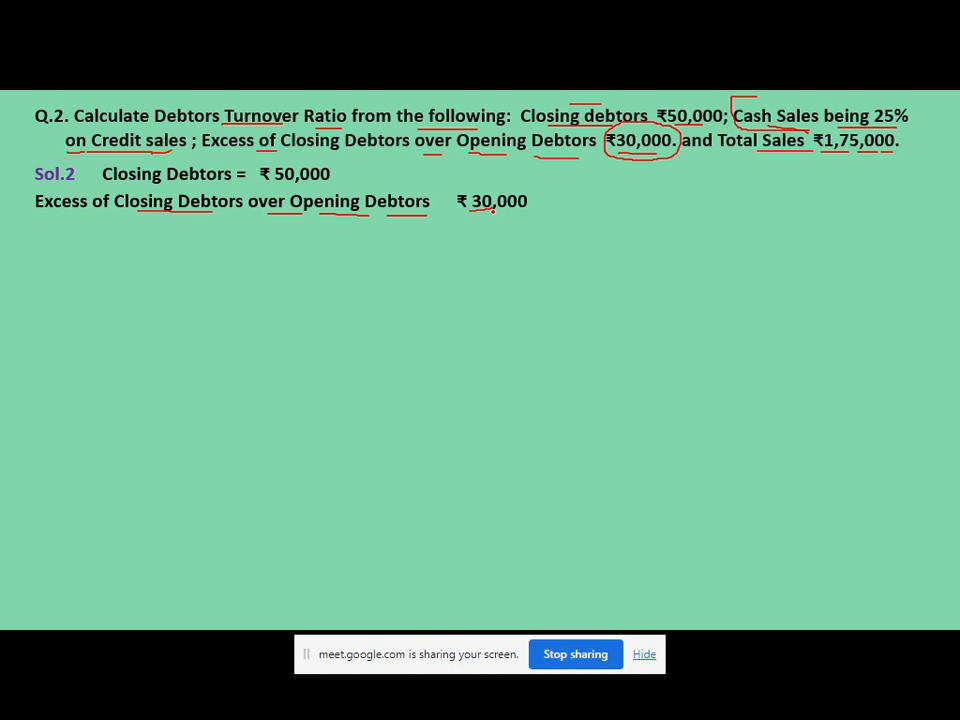 Q.2. Calculate Debtors Turnover Ratio from the following: Closing debtors ₹50,000; Cash Sales being 25%
on Credit sales ; Excess of Closing Debtors over Opening Debtors ₹30,000. and Total Sales ₹1,75,000.
Sol.2 Closing Debtors = ₹ 50,000
Excess of Closing Debtors over Opening Debtors ₹ 30,000
meet.google.com is sharing your screen. Stop sharing Hide